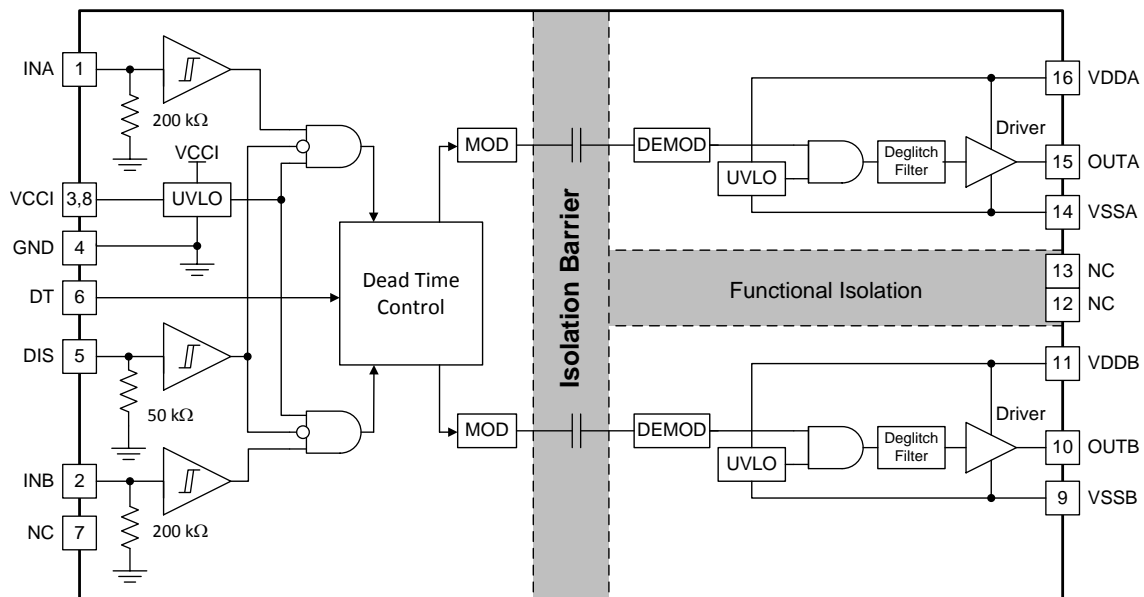 INA
1
200 kΩ
VCCI
VCCI
3,8
UVLO
GND
4
DT
6
DIS
5
50 kΩ
INB
2
200 kΩ
NC
7
Dead Time
Control
MOD
MOD
Isolation Barrier
Functional Isolation
DEMOD
UVLO
Deglitch
Filter
Driver
16
VDDA
15
OUTA
14
VSSA
13
NC
12
NC
DEMOD
UVLO
Deglitch
Filter
Driver
11
VDDB
10
OUTB
9
VSSB